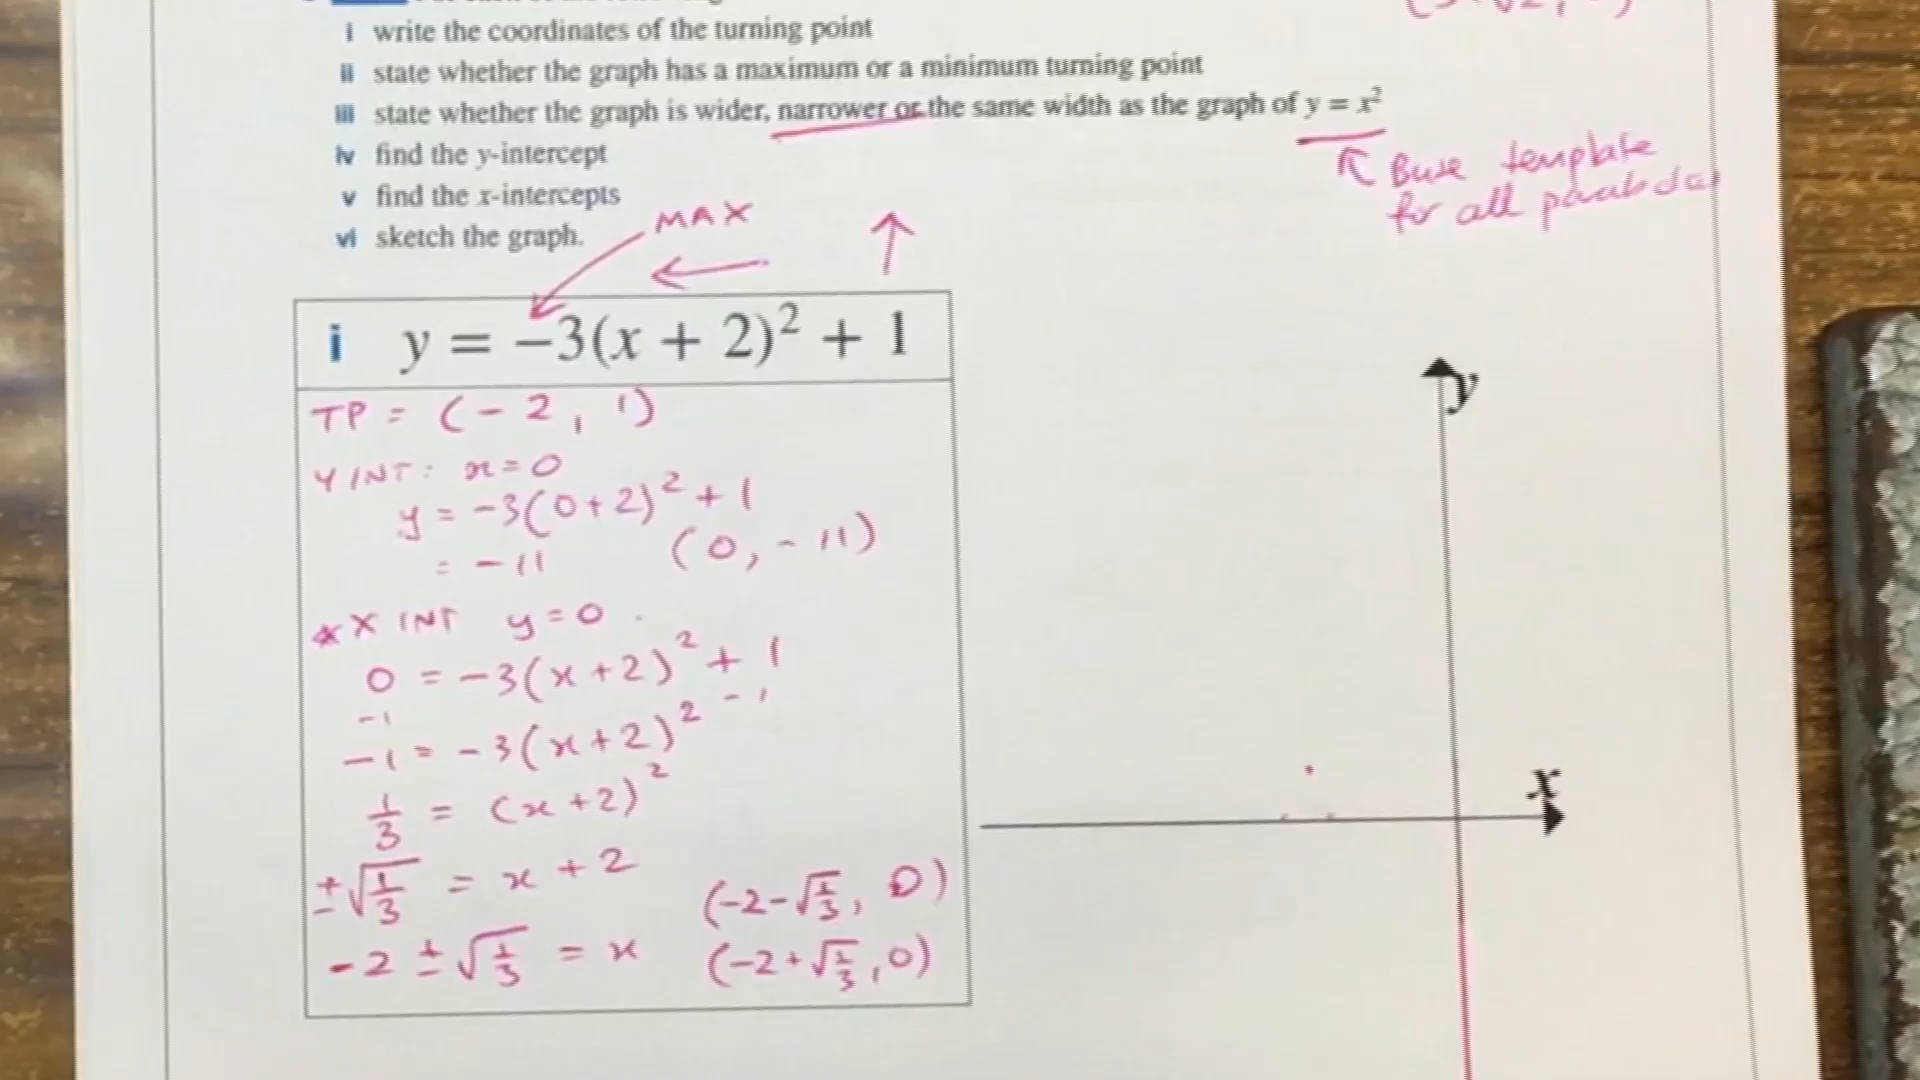 i write the coordinates of the turning point
ii state whether the graph has a maximum or a minimum turning point
iii state whether the graph is wider, narrower or the same width as the graph of y = x²
iv find the y-intercept
v find the x-intercepts
vi sketch the graph.
Base template
for all parabolas
MAX
i y = −3(x + 2)² + 1
TP = (-2, 1)
Y INT: x=0
y = -3(0+2)² + 1
= -11 (0, -11)
* X INT y=0
0 = -3(x+2)² + 1
-1 -1
-1 = -3(x+2)²
1/3 = (x+2)²
±√1/3 = x + 2
-2 ± √1/3 = x
(-2-√1/3, 0)
(-2+√1/3, 0)
y
x